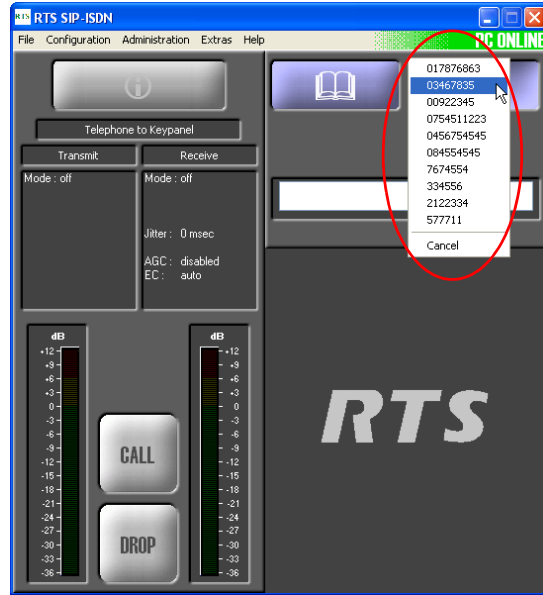 RTS RTS SIP-ISDN
File Configuration Administration Extras Help
PC ONLINE
017876863
03467835
00922345
0754511223
0456754545
084554545
7674554
334556
2122334
577711
Cancel
Telephone to Keypanel
Transmit
Receive
Mode : off
Mode : off
Jitter : 0 msec
AGC : disabled
EC : auto
dB
+12
+9
+6
+3
0
-3
-6
-9
-12
-15
-18
-21
-24
-27
-30
-33
-36
CALL
DROP
dB
+12
+9
+6
+3
0
-3
-6
-9
-12
-15
-18
-21
-24
-27
-30
-33
-36
RTS